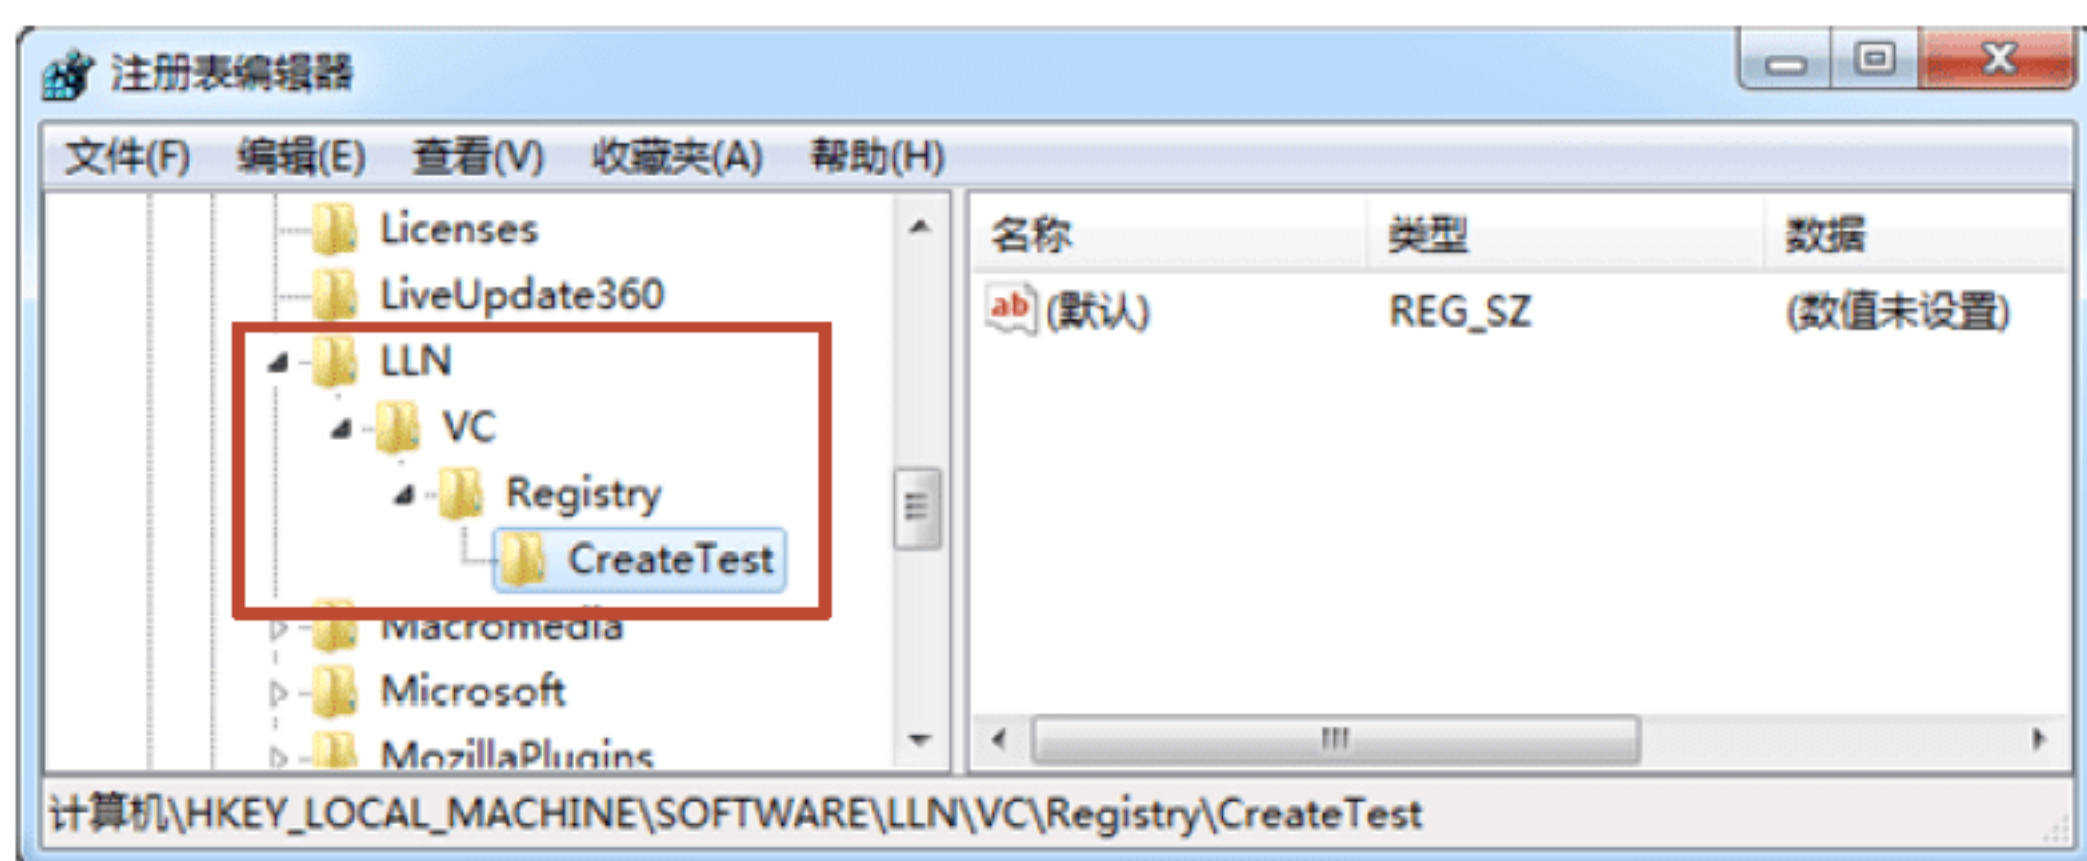 注册表编辑器
文件(F) 编辑(E) 查看(V) 收藏夹(A) 帮助(H)
Licenses
LiveUpdate360
LLN
VC
Registry
CreateTest
Macromedia
Microsoft
MozillaPlugins
名称 类型 数据
ab (默认) REG_SZ (数值未设置)
计算机\HKEY_LOCAL_MACHINE\SOFTWARE\LLN\VC\Registry\CreateTest